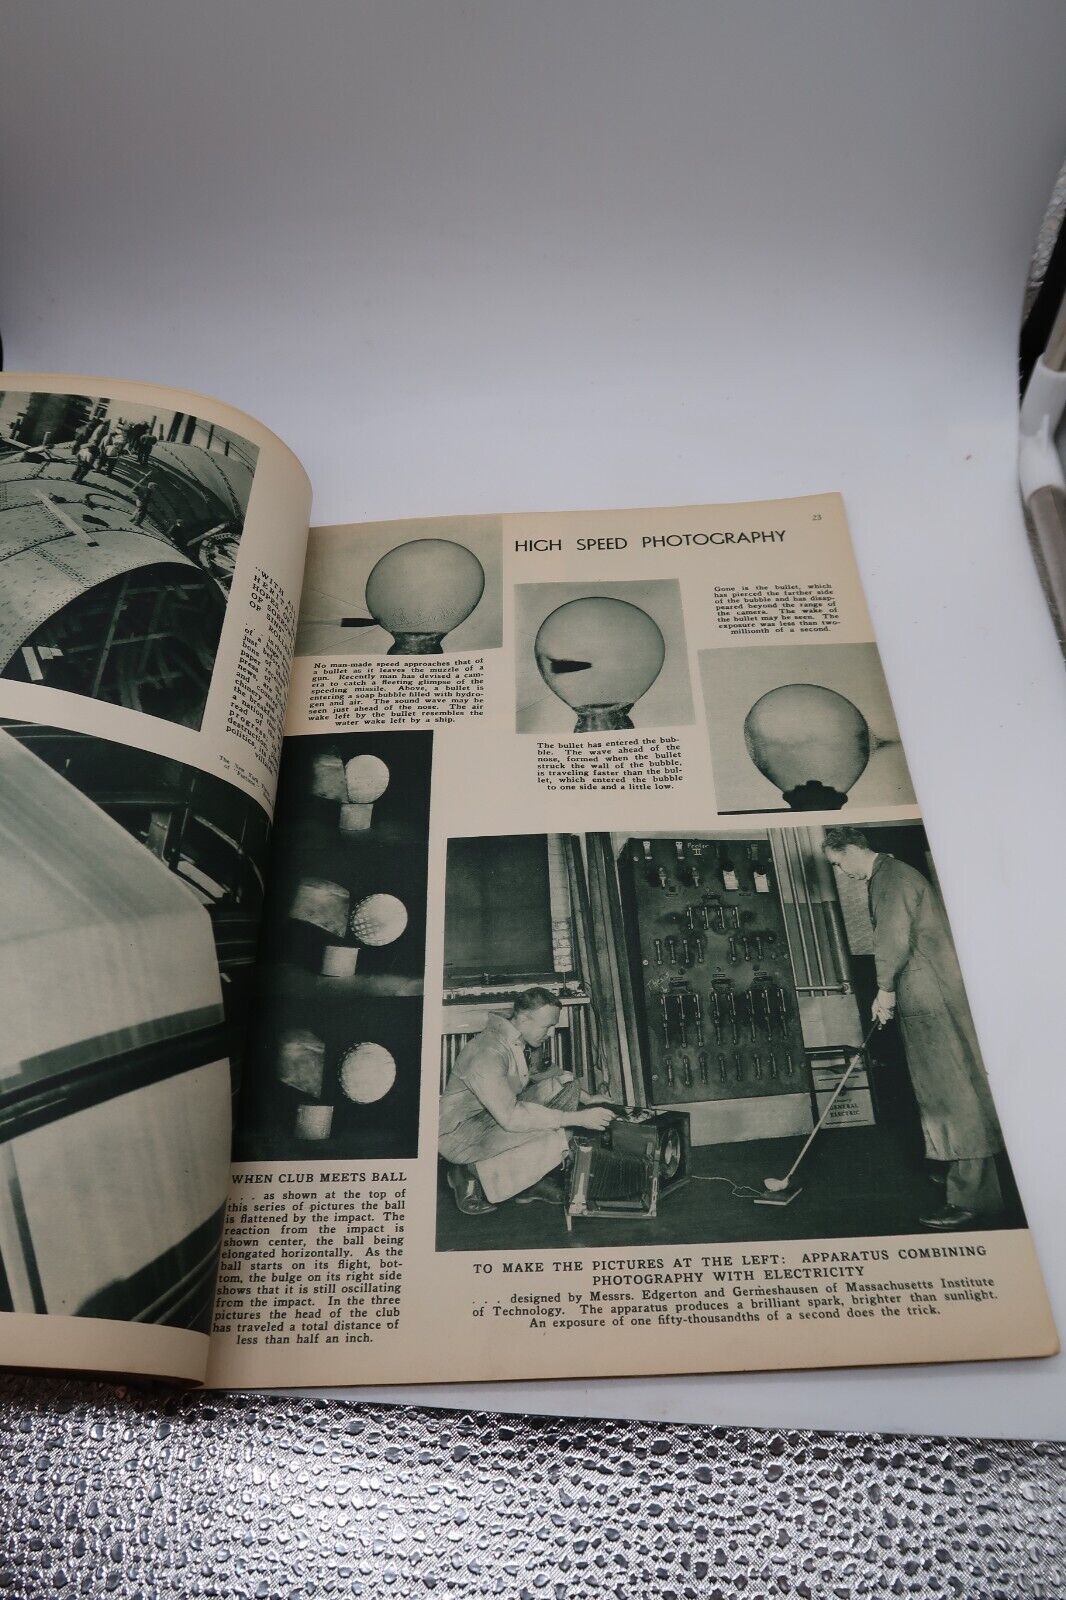 23
HIGH SPEED PHOTOGRAPHY
No man-made speed approaches that of
a bullet as it leaves the muzzle of a
gun. Recently man has devised a cam-
era to catch a fleeting glimpse of the
speeding missile. Above, a bullet is
entering a soap bubble filled with hydro-
gen and air. The sound wave may be
seen just ahead of the nose. The air
wake left by the bullet resembles the
water wake left by a ship.
The bullet has entered the bub-
ble. The wave ahead of the
nose, formed when the bullet
struck the wall of the bubble,
is traveling faster than the bul-
let, which entered the bubble
to one side and a little low.
Gone is the bullet, which
has pierced the farther side
of the bubble and has disap-
peared beyond the range of
the camera. The wake of
the bullet may be seen. The
exposure was less than two-
millionth of a second.
WHEN CLUB MEETS BALL
. . . as shown at the top of
this series of pictures the ball
is flattened by the impact. The
reaction from the impact is
shown center, the ball being
elongated horizontally. As the
ball starts on its flight, bot-
tom, the bulge on its right side
shows that it is still oscillating
from the impact. In the three
pictures the head of the club
has traveled a total distance of
less than half an inch.
GENERAL
ELECTRIC
TO MAKE THE PICTURES AT THE LEFT: APPARATUS COMBINING
PHOTOGRAPHY WITH ELECTRICITY
. . . designed by Messrs. Edgerton and Germeshausen of Massachusetts Institute
of Technology. The apparatus produces a brilliant spark, brighter than sunlight.
An exposure of one fifty-thousandths of a second does the trick.